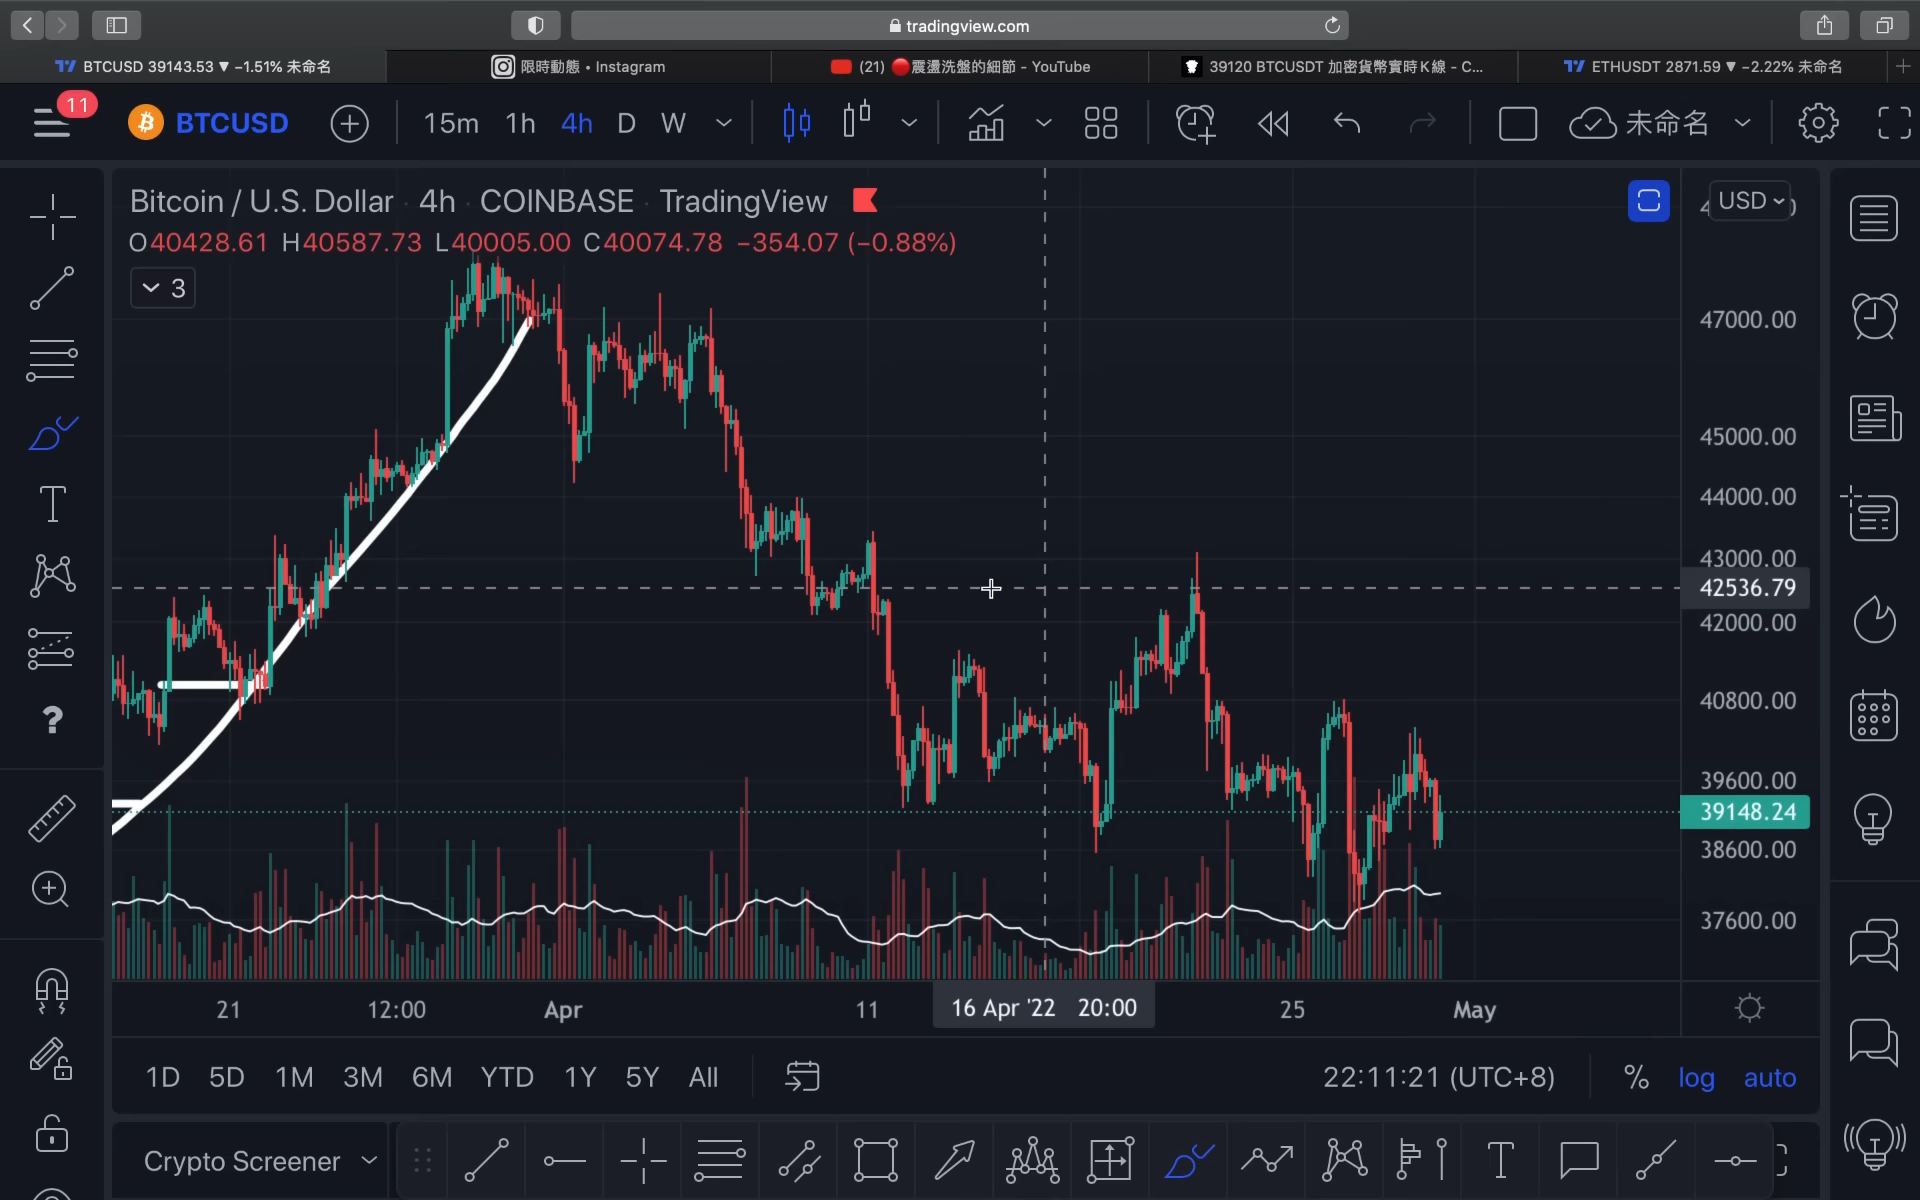 tradingview.com
BTCUSD 39143.53 ▼ −1.51% 未命名
限時動態 • Instagram
(21) 🔴震盪洗盤的細節 - YouTube
39120 BTCUSDT 加密貨幣實時K線 - C...
ETHUSDT 2871.59 ▼ −2.22% 未命名
11
BTCUSD
15m 1h 4h D W
未命名
Bitcoin / U.S. Dollar · 4h · COINBASE · TradingView
USD
O40428.61 H40587.73 L40005.00 C40074.78 −354.07 (−0.88%)
3
47000.00
45000.00
44000.00
43000.00
42536.79
42000.00
40800.00
39600.00
39148.24
38600.00
37600.00
21 12:00 Apr 11 16 Apr '22 20:00 25 May
1D 5D 1M 3M 6M YTD 1Y 5Y All
22:11:21 (UTC+8) % log auto
Crypto Screener